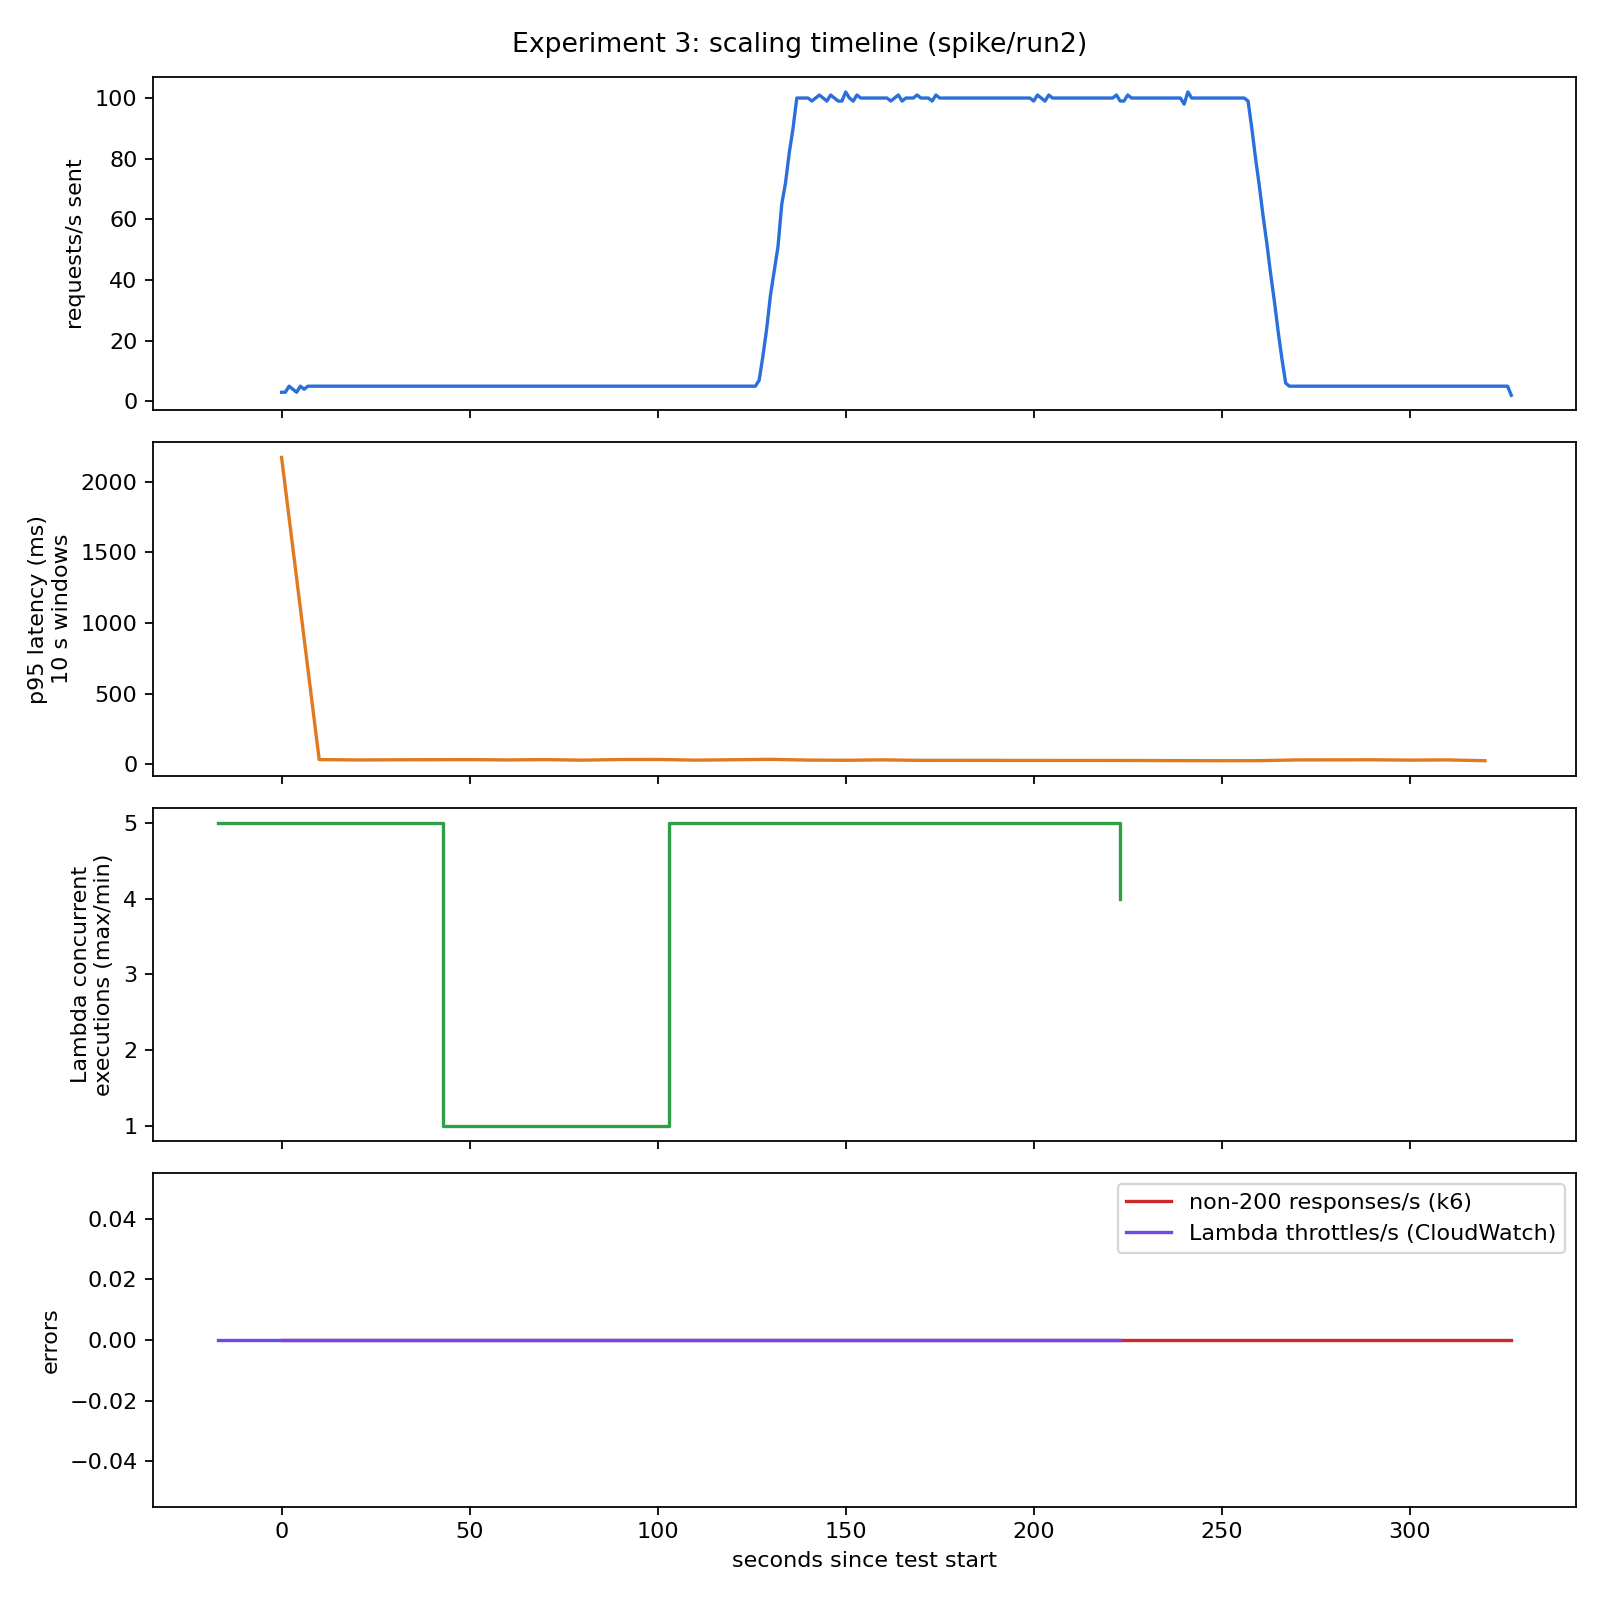 Experiment 3: scaling timeline (spike/run2)
requests/s sent
100
80
60
40
20
0
p95 latency (ms)
10 s windows
2000
1500
1000
500
0
Lambda concurrent
executions (max/min)
5
4
3
2
1
errors
0.04
0.02
0.00
−0.02
−0.04
non-200 responses/s (k6)
Lambda throttles/s (CloudWatch)
0 50 100 150 200 250 300
seconds since test start